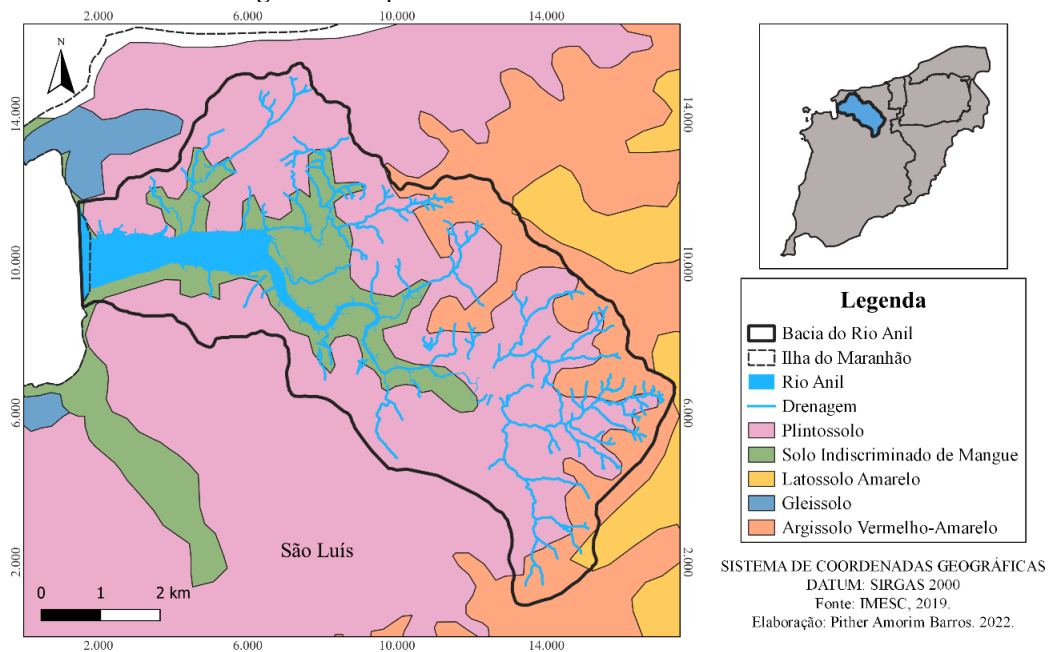 2.000 6.000 10.000 14.000
N
14.000
10.000
6.000
2.000
14.000
10.000
6.000
2.000
São Luís
0 1 2 km
2.000 6.000 10.000 14.000
Legenda
Bacia do Rio Anil
Ilha do Maranhão
Rio Anil
Drenagem
Plintossolo
Solo Indiscriminado de Mangue
Latossolo Amarelo
Gleissolo
Argissolo Vermelho-Amarelo
SISTEMA DE COORDENADAS GEOGRÁFICAS
DATUM: SIRGAS 2000
Fonte: IMESC, 2019.
Elaboração: Pither Amorim Barros. 2022.